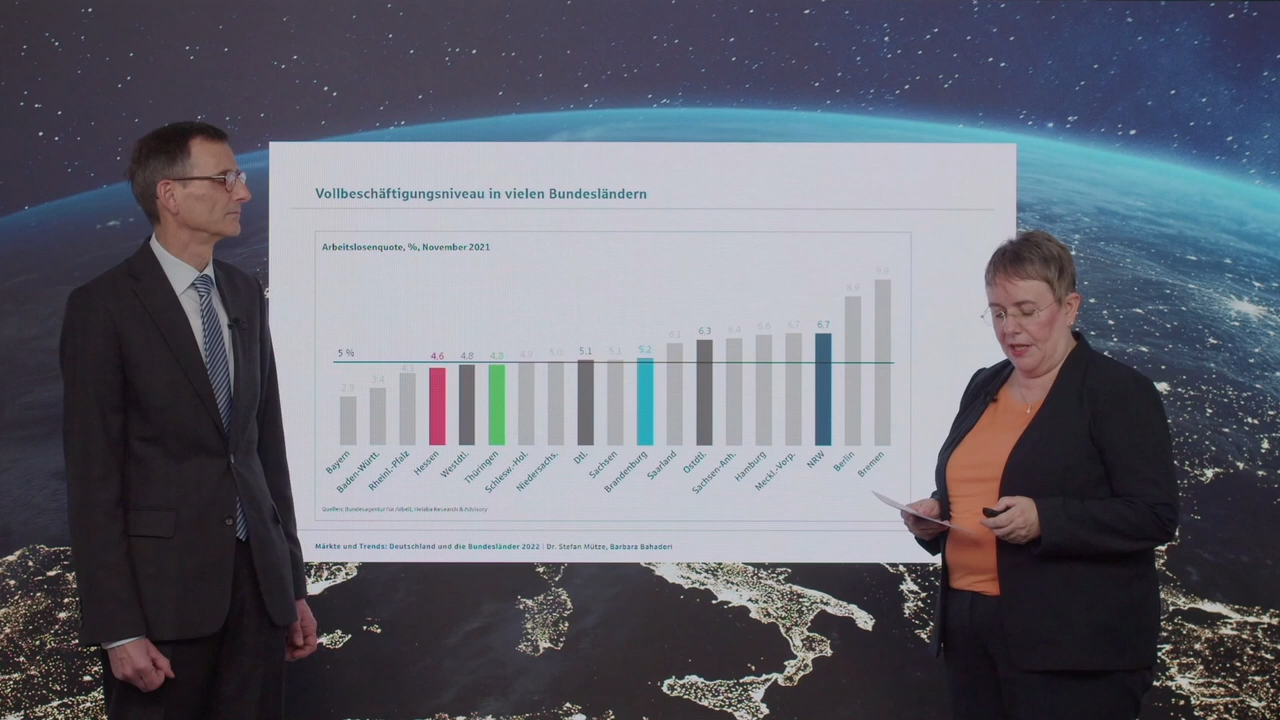 Vollbeschäftigungsniveau in vielen Bundesländern
Arbeitslosenquote, %, November 2021
5 %
2.9
3.4
4.1
4.6
4.8
4.8
4.9
5.0
5.1
5.1
5.2
6.1
6.3
6.4
6.6
6.7
6.7
8.9
9.9
Bayern
Baden-Württ.
Rheinl.-Pfalz
Hessen
Westdtl.
Thüringen
Schlesw.-Hol.
Niedersachs.
Dtl.
Sachsen
Brandenburg
Saarland
Ostdtl.
Sachsen-Anh.
Hamburg
Meckl.-Vorp.
NRW
Berlin
Bremen
Quellen: Bundesagentur für Arbeit, Helaba Research & Advisory
Märkte und Trends: Deutschland und die Bundesländer 2022 | Dr. Stefan Mütze, Barbara Bahadori